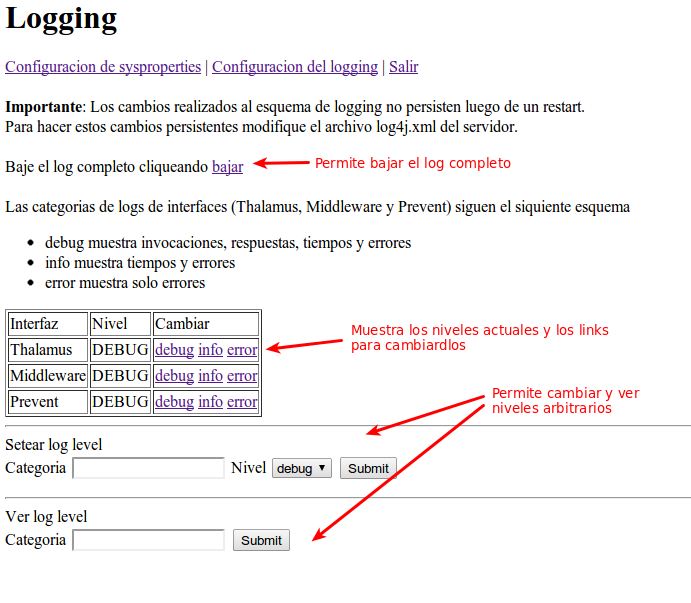 Logging
Configuracion de sysproperties | Configuracion del logging | Salir
Importante: Los cambios realizados al esquema de logging no persisten luego de un restart.
Para hacer estos cambios persistentes modifique el archivo log4j.xml del servidor.
Baje el log completo cliqueando bajar
Permite bajar el log completo
Las categorias de logs de interfaces (Thalamus, Middleware y Prevent) siguen el siquiente esquema
debug muestra invocaciones, respuestas, tiempos y errores
info muestra tiempos y errores
error muestra solo errores
Interfaz Nivel Cambiar
Thalamus DEBUG debug info error
Middleware DEBUG debug info error
Prevent DEBUG debug info error
Muestra los niveles actuales y los links
para cambiardlos
Permite cambiar y ver
niveles arbitrarios
Setear log level
Categoria Nivel debug Submit
Ver log level
Categoria Submit